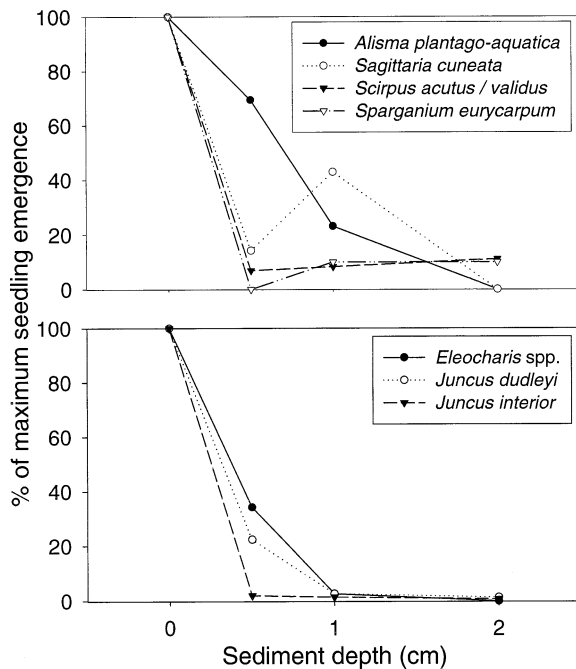 % of maximum seedling emergence
100
80
60
40
20
0
Alisma plantago-aquatica
Sagittaria cuneata
Scirpus acutus / validus
Sparganium eurycarpum
100
80
60
40
20
0
Eleocharis spp.
Juncus dudleyi
Juncus interior
0 1 2
Sediment depth (cm)